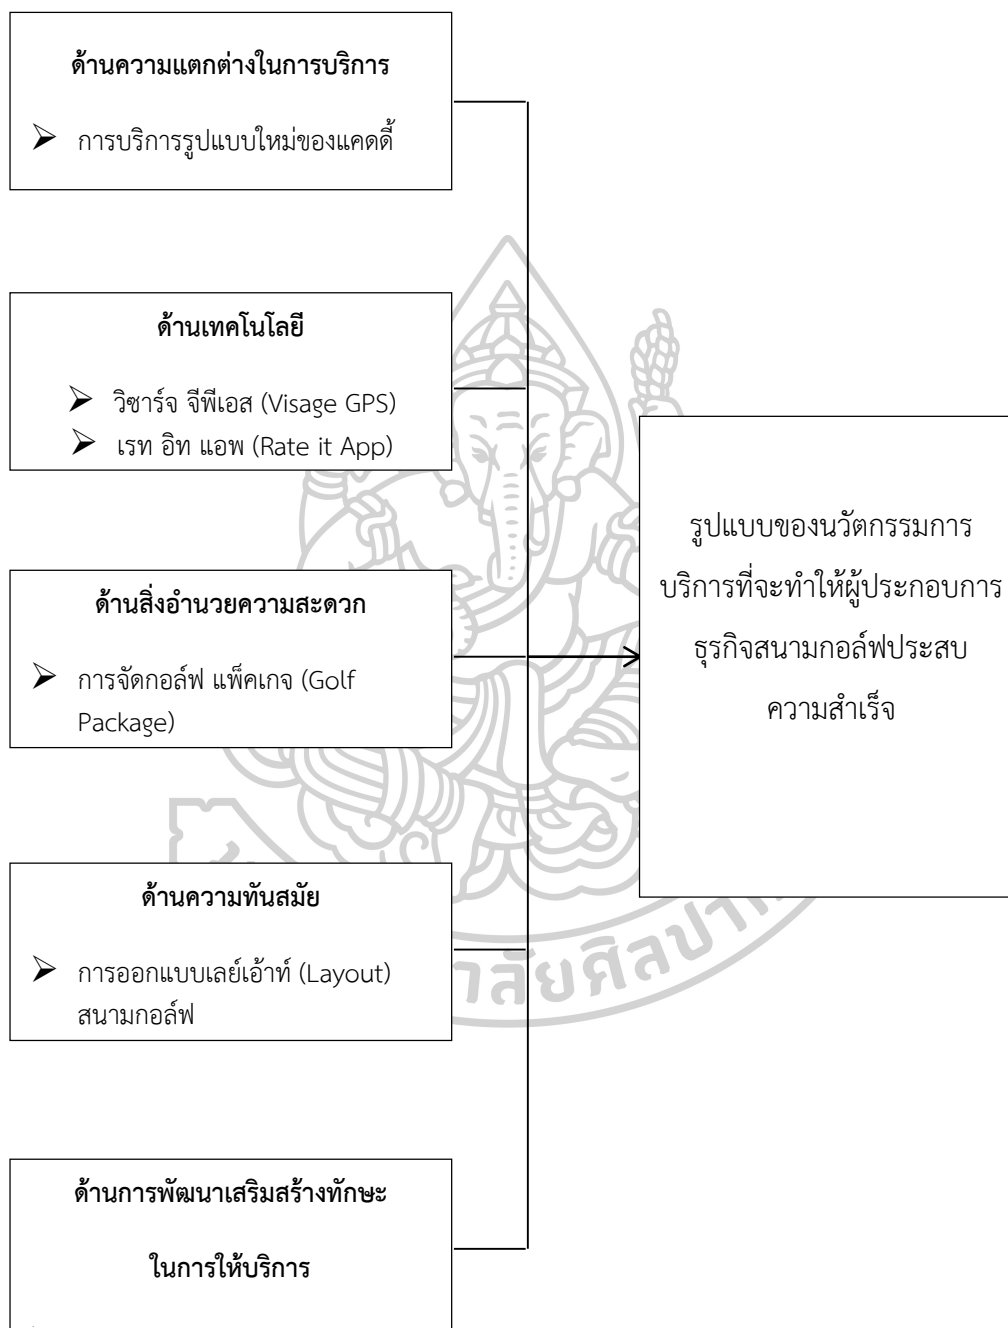 ด้านความแตกต่างในการบริการ
➢ การบริการรูปแบบใหม่ของแคดดี้
ด้านเทคโนโลยี
➢ วิซาร์จ จีพีเอส (Visage GPS)
➢ เรท อิท แอพ (Rate it App)
ด้านสิ่งอำนวยความสะดวก
➢ การจัดกอล์ฟ แพ็คเกจ (Golf
Package)
ด้านความทันสมัย
➢ การออกแบบเลย์เอ้าท์ (Layout)
สนามกอล์ฟ
ด้านการพัฒนาเสริมสร้างทักษะ
ในการให้บริการ
รูปแบบของนวัตกรรมการ
บริการที่จะทำให้ผู้ประกอบการ
ธุรกิจสนามกอล์ฟประสบ
ความสำเร็จ